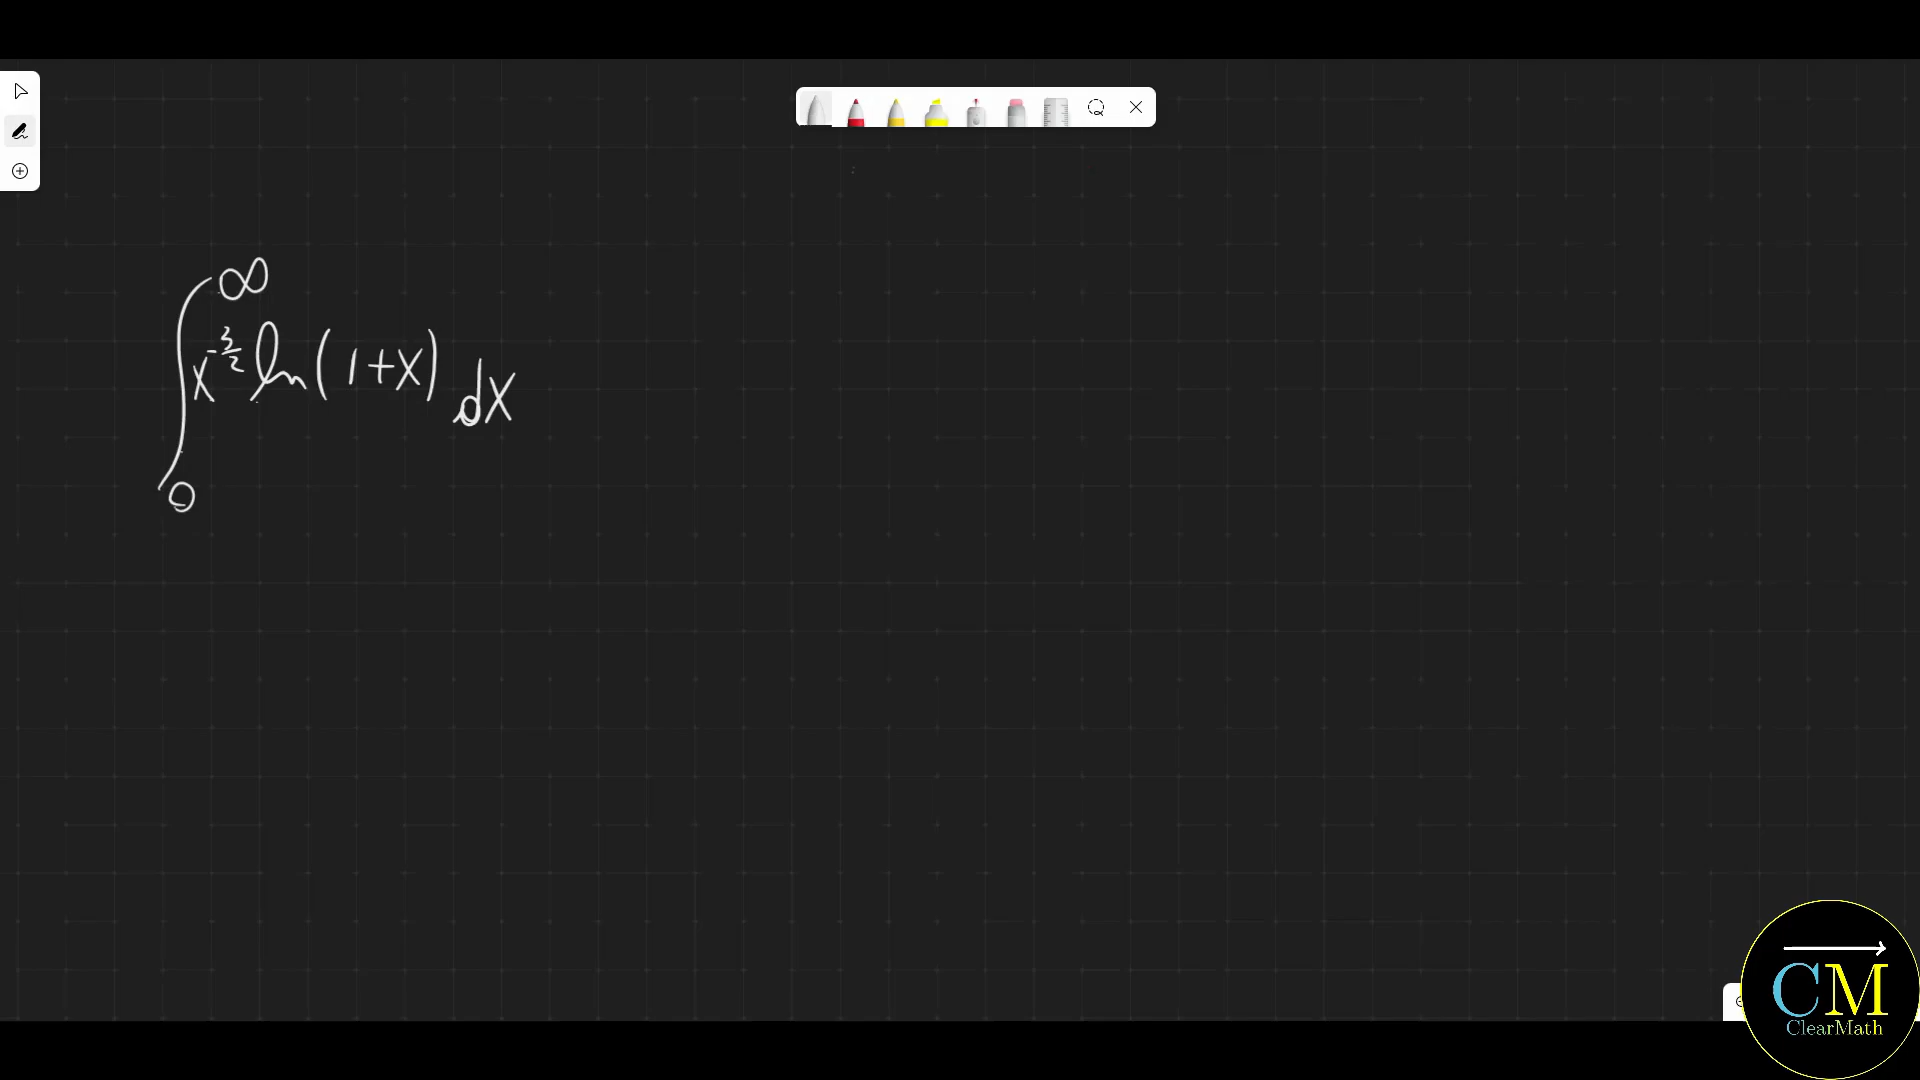 ∫₀^∞ x^(-3/2) ln(1+x) dx
CM
ClearMath